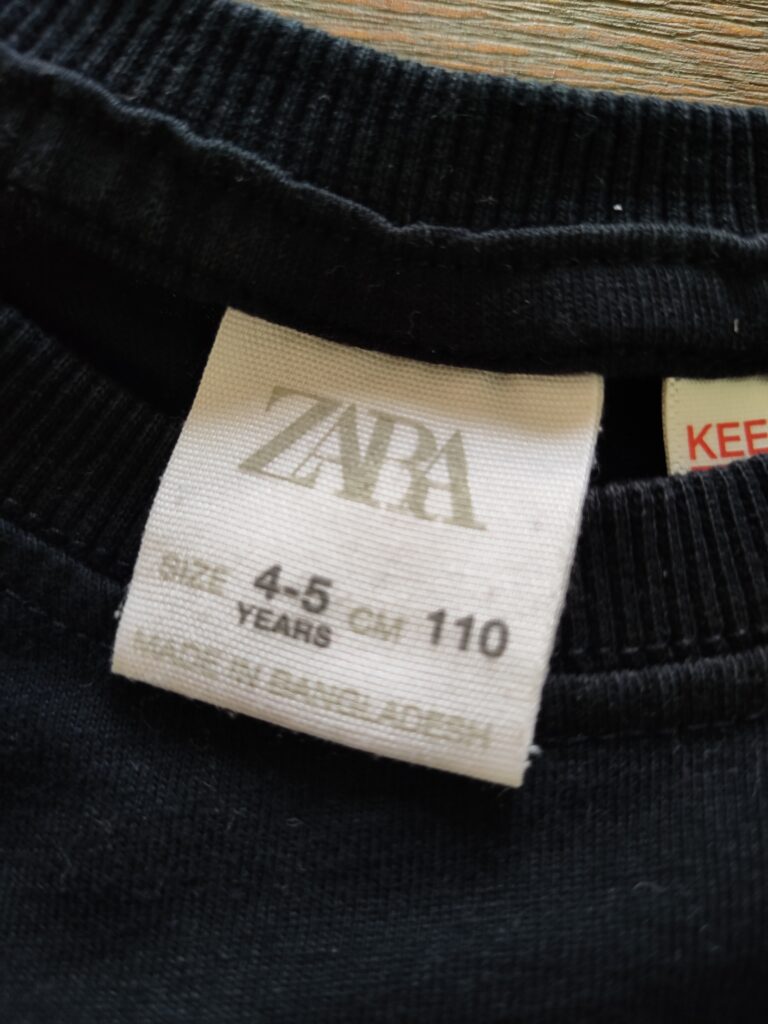 ZARA
SIZE 4-5 CM 110
YEARS
MADE IN BANGLADESH
KEE